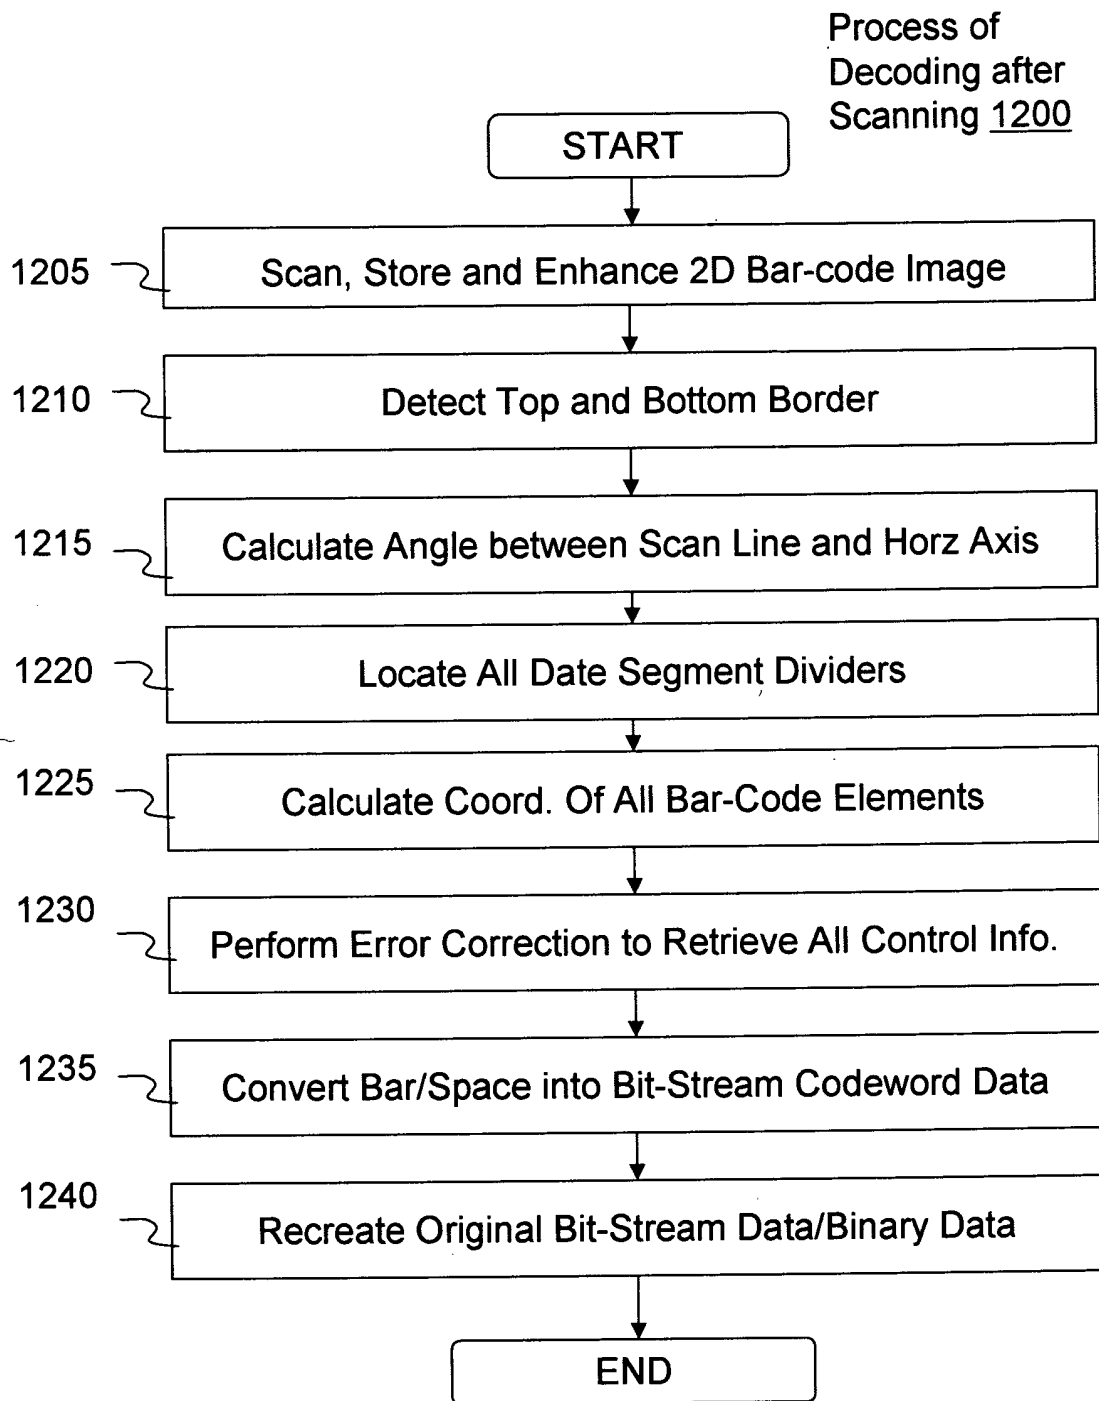 Process of
Decoding after
Scanning 1200
START
1205
Scan, Store and Enhance 2D Bar-code Image
1210
Detect Top and Bottom Border
1215
Calculate Angle between Scan Line and Horz Axis
1220
Locate All Date Segment Dividers
1225
Calculate Coord. Of All Bar-Code Elements
1230
Perform Error Correction to Retrieve All Control Info.
1235
Convert Bar/Space into Bit-Stream Codeword Data
1240
Recreate Original Bit-Stream Data/Binary Data
END